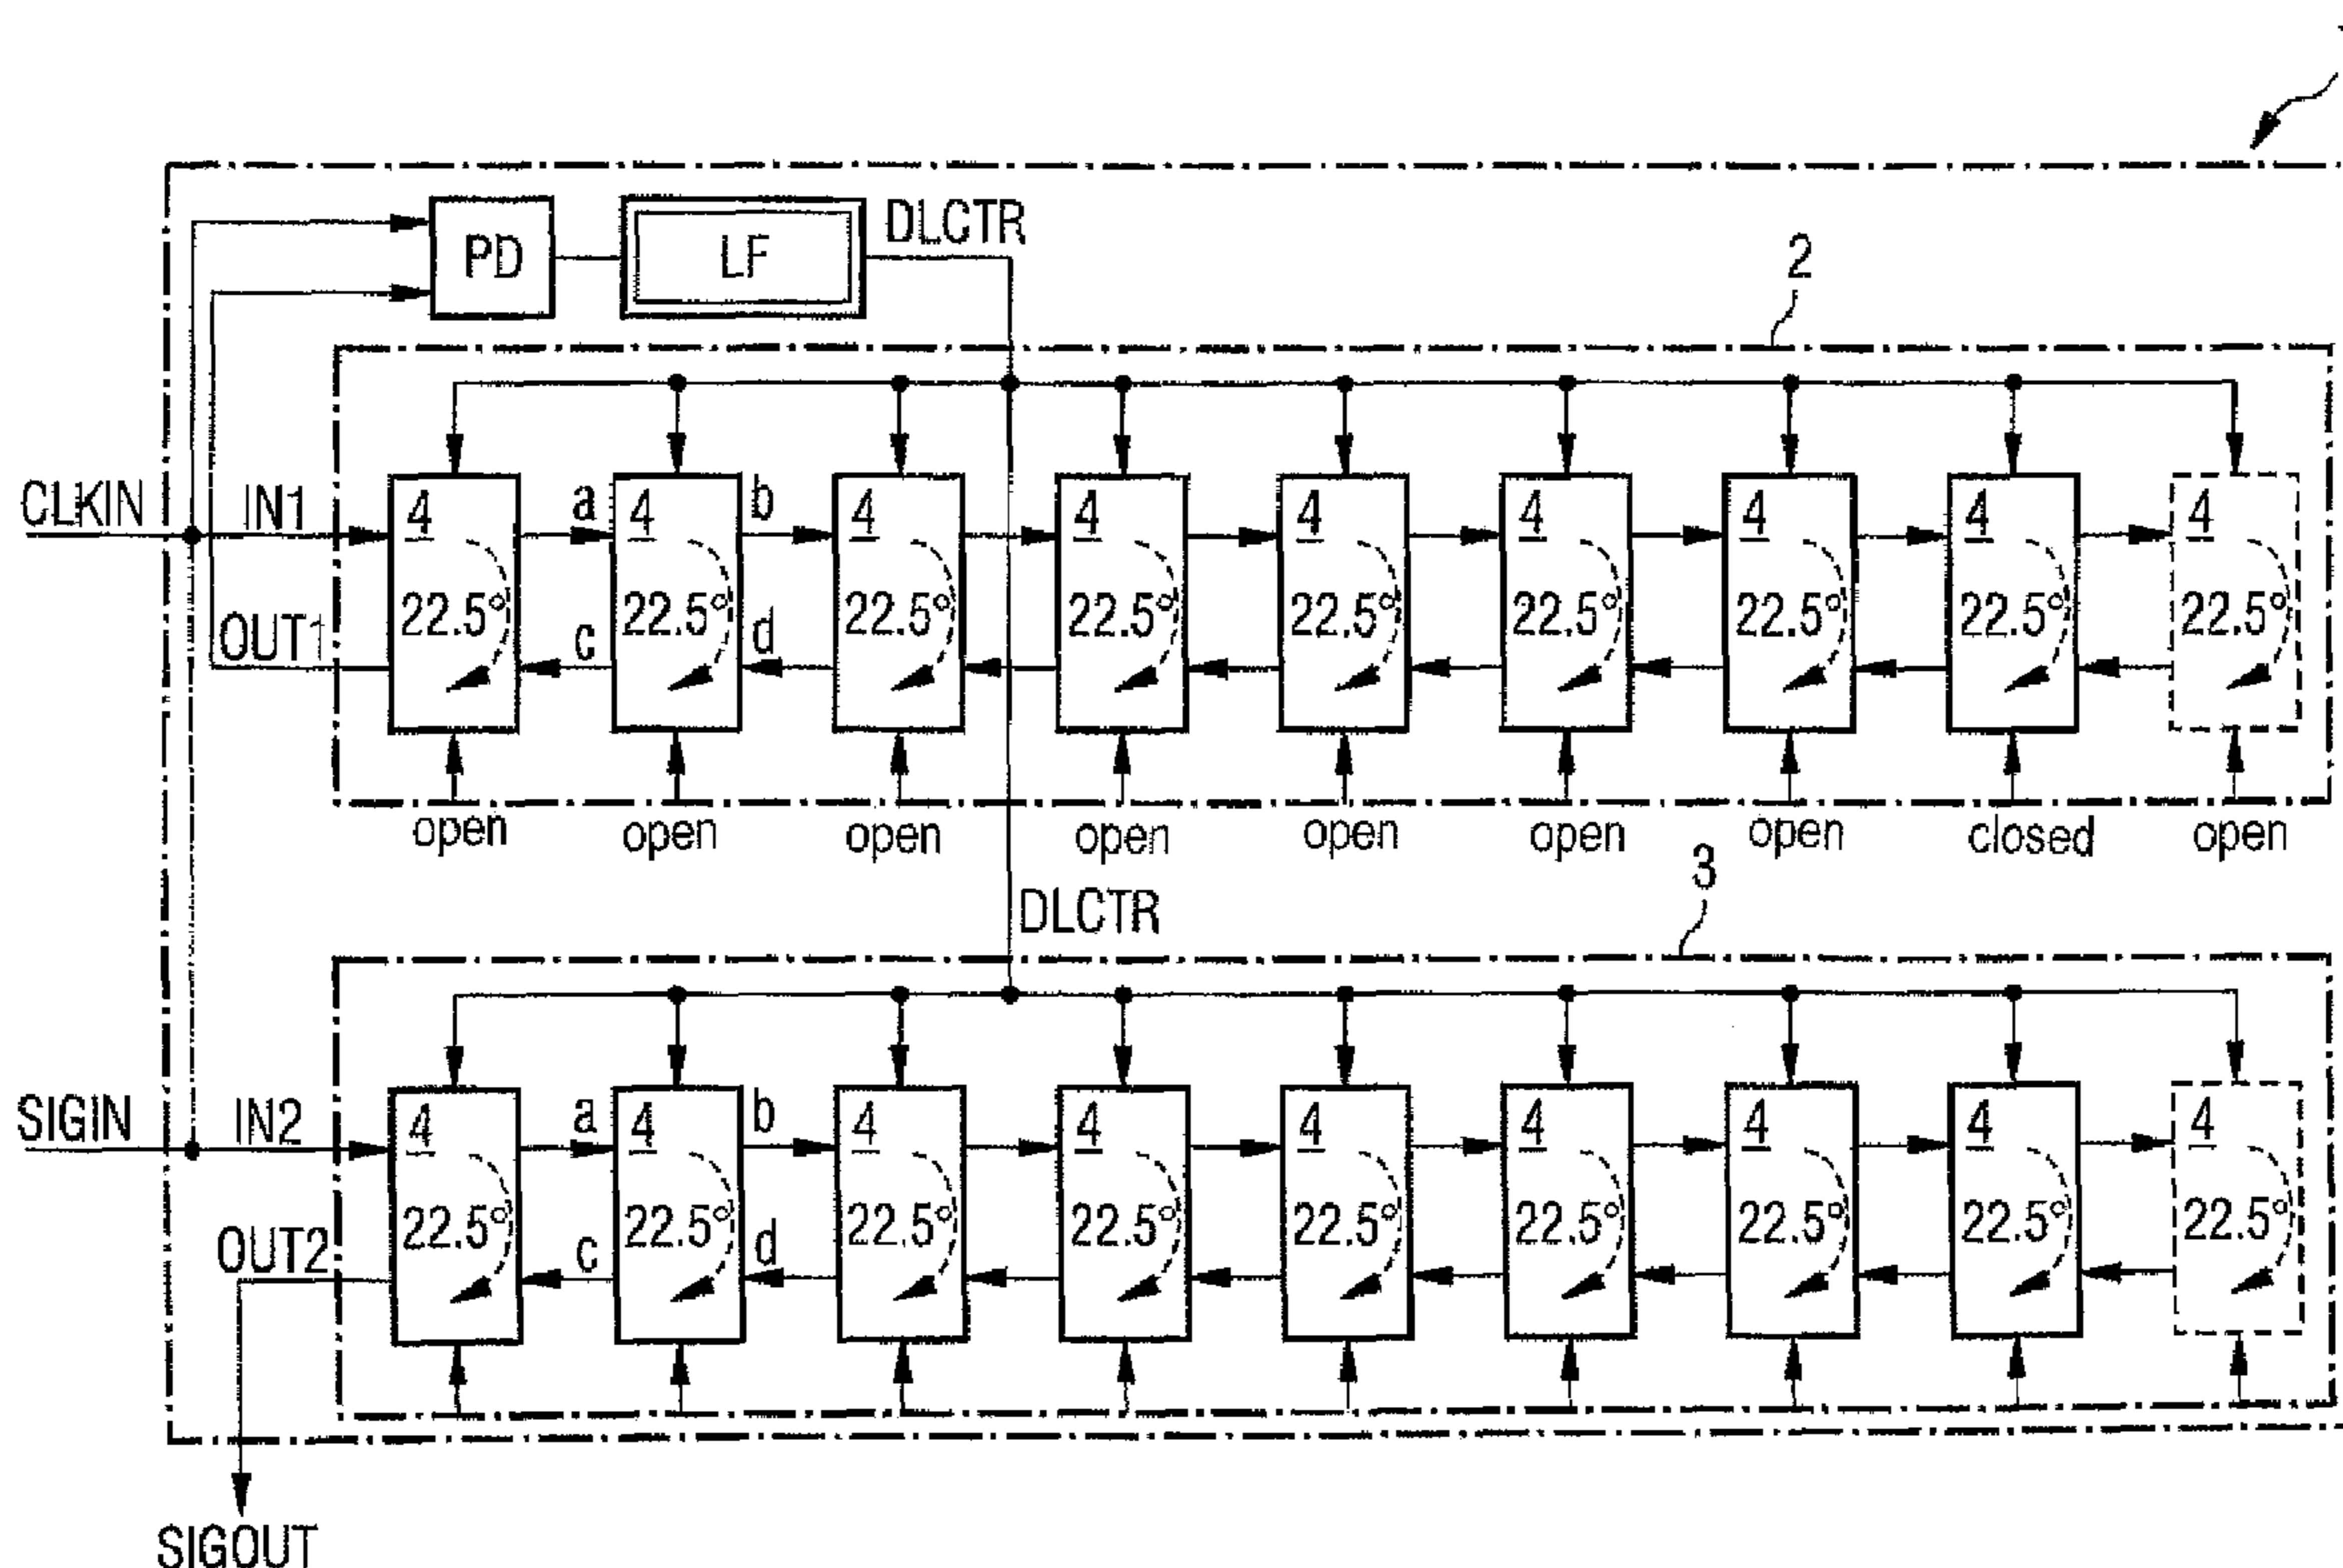 PD
LF
DLCTR
2
CLKIN
IN1
OUT1
4 a 4 b 4 4 4 4 4 4 4
22.5° 22.5° 22.5° 22.5° 22.5° 22.5° 22.5° 22.5° 22.5°
c d
open open open open open open open closed open
3
DLCTR
SIGIN
IN2
OUT2
4 a 4 b 4 4 4 4 4 4 4
22.5° 22.5° 22.5° 22.5° 22.5° 22.5° 22.5° 22.5° 22.5°
c d
SIGOUT